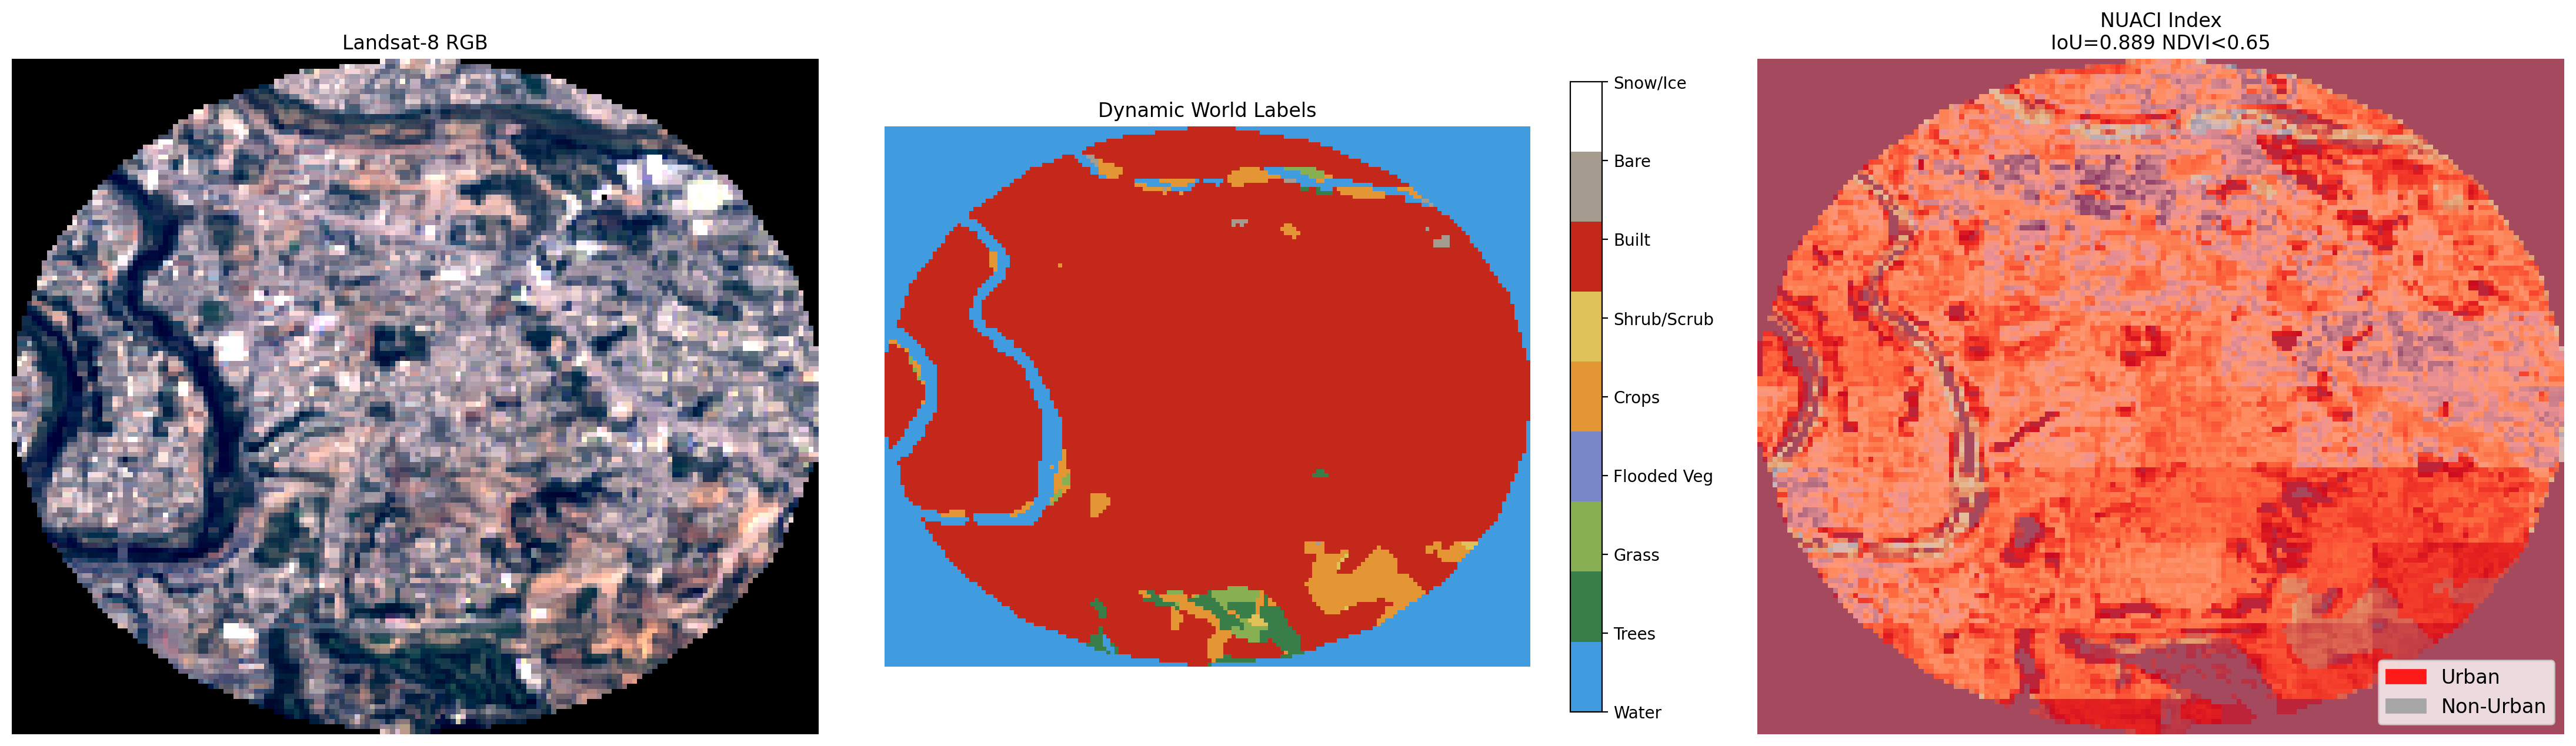 Landsat-8 RGB
Dynamic World Labels
Snow/Ice
Bare
Built
Shrub/Scrub
Crops
Flooded Veg
Grass
Trees
Water
NUACI Index
IoU=0.889 NDVI<0.65
Urban
Non-Urban